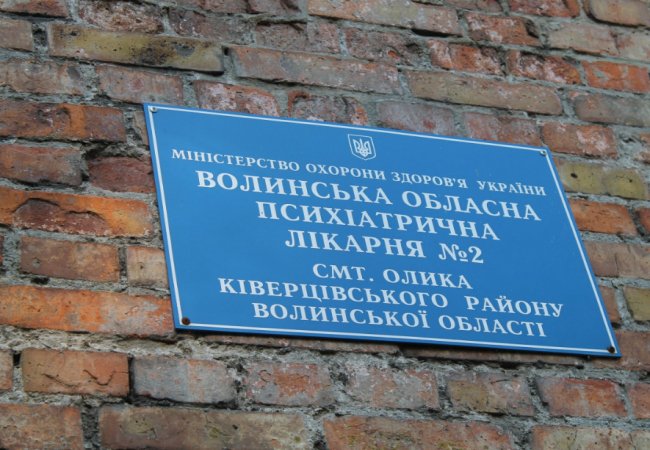 МІНІСТЕРСТВО ОХОРОНИ ЗДОРОВ'Я УКРАЇНИ
ВОЛИНСЬКА ОБЛАСНА
ПСИХІАТРИЧНА
ЛІКАРНЯ №2
СМТ. ОЛИКА
КІВЕРЦІВСЬКОГО РАЙОНУ
ВОЛИНСЬКОЇ ОБЛАСТІ